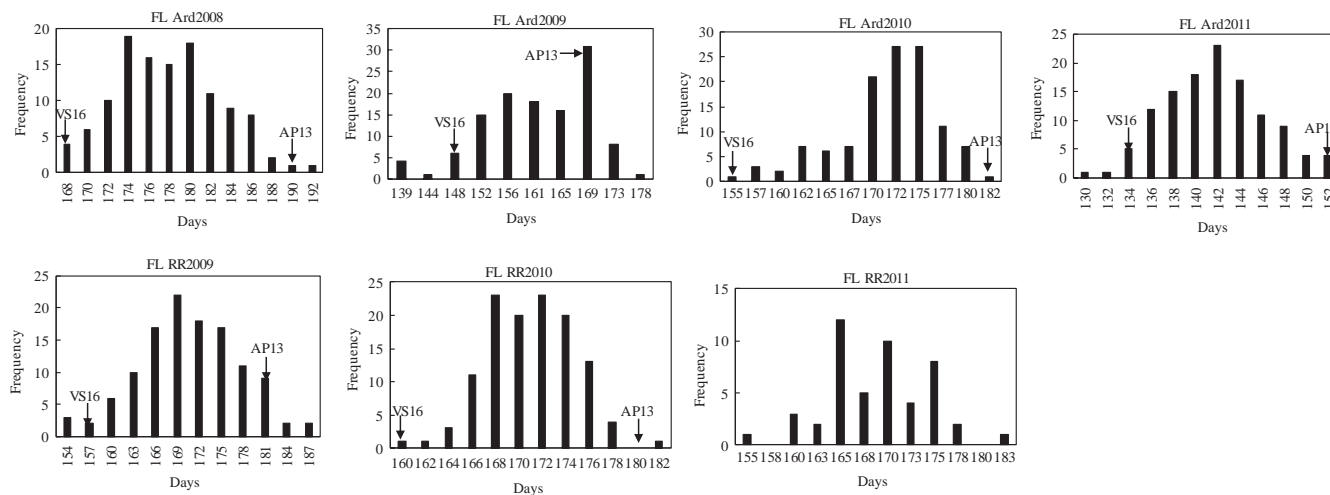 FL Ard2008
Frequency
20
15
10
5
0
VS16
AP13
168 170 172 174 176 178 180 182 184 186 188 190 192
Days
FL Ard2009
Frequency
35
30
25
20
15
10
5
0
VS16
AP13
139 144 148 152 156 161 165 169 173 178
Days
FL Ard2010
Frequency
30
25
20
15
10
5
0
VS16
AP13
155 157 160 162 165 167 170 172 175 177 180 182
Days
FL Ard2011
Frequency
25
20
15
10
5
0
VS16
AP1
130 132 134 136 138 140 142 144 146 148 150 152
Days
FL RR2009
Frequency
25
20
15
10
5
0
VS16
AP13
154 157 160 163 166 169 172 175 178 181 184 187
Days
FL RR2010
Frequency
25
20
15
10
5
0
VS16
AP13
160 162 164 166 168 170 172 174 176 178 180 182
Days
FL RR2011
Frequency
15
10
5
0
155 158 160 163 165 168 170 173 175 178 180 183
Days